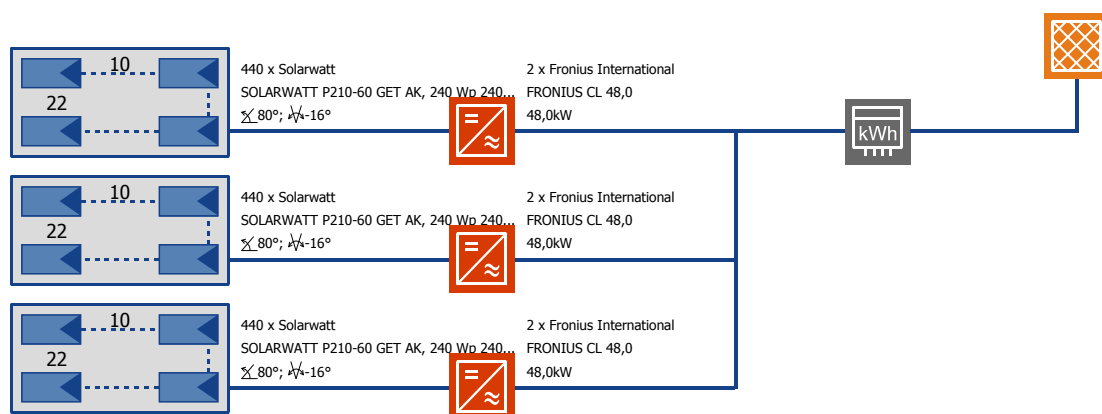 10
22
440 x Solarwatt
SOLARWATT P210-60 GET AK, 240 Wp 240...
80°; -16°
2 x Fronius International
FRONIUS CL 48,0
48,0kW
kWh
10
22
440 x Solarwatt
SOLARWATT P210-60 GET AK, 240 Wp 240...
80°; -16°
2 x Fronius International
FRONIUS CL 48,0
48,0kW
10
22
440 x Solarwatt
SOLARWATT P210-60 GET AK, 240 Wp 240...
80°; -16°
2 x Fronius International
FRONIUS CL 48,0
48,0kW